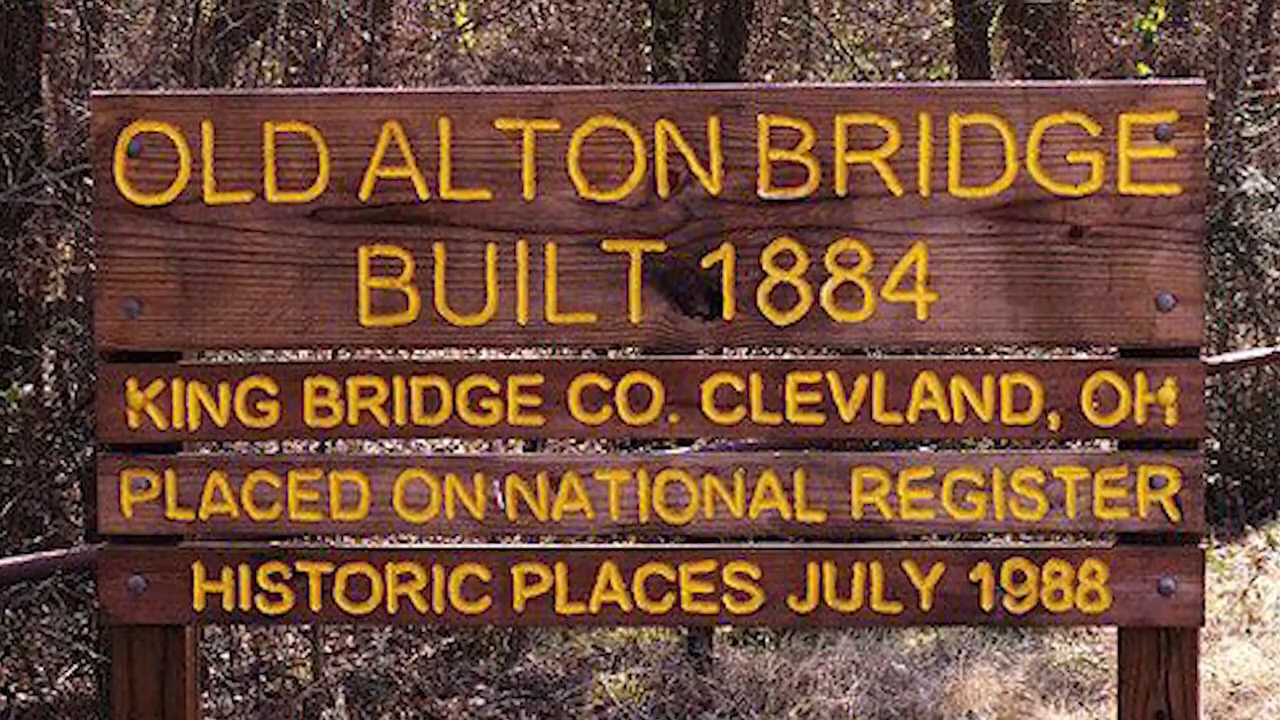 OLD ALTON BRIDGE
BUILT 1884
KING BRIDGE CO. CLEVLAND, OH
PLACED ON NATIONAL REGISTER
HISTORIC PLACES JULY 1988